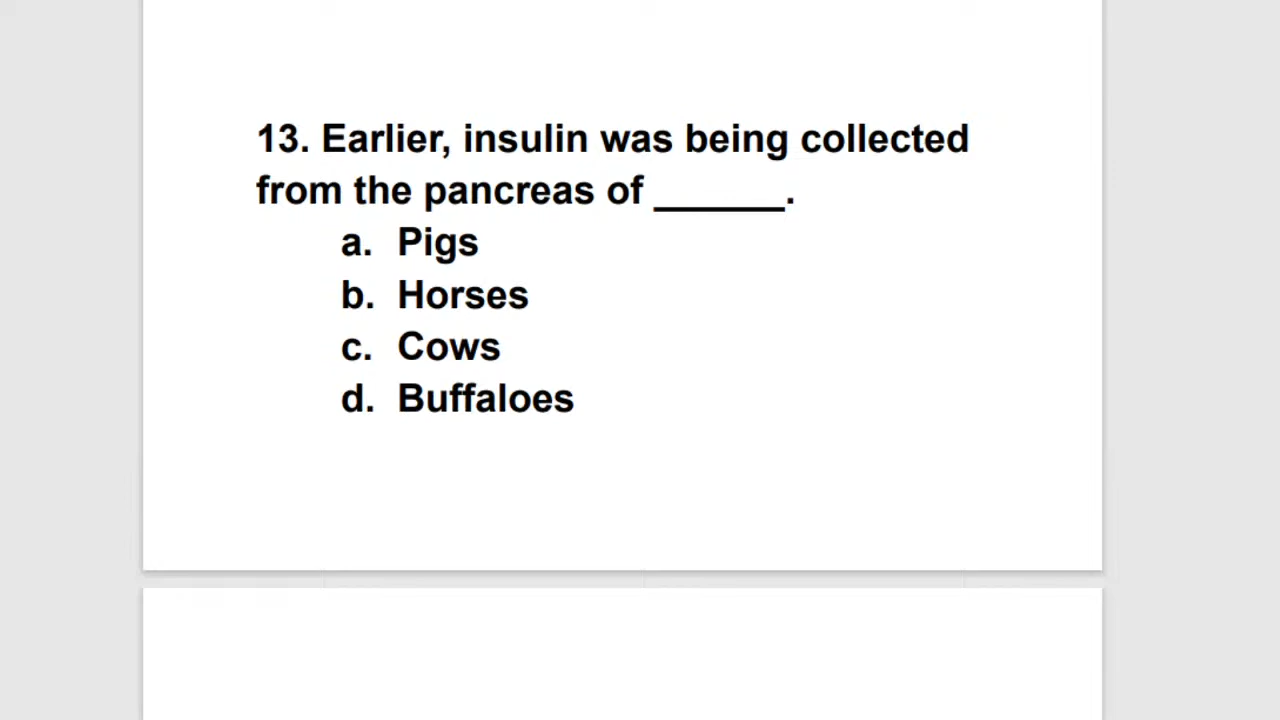 13. Earlier, insulin was being collected
from the pancreas of ______.
a. Pigs
b. Horses
c. Cows
d. Buffaloes